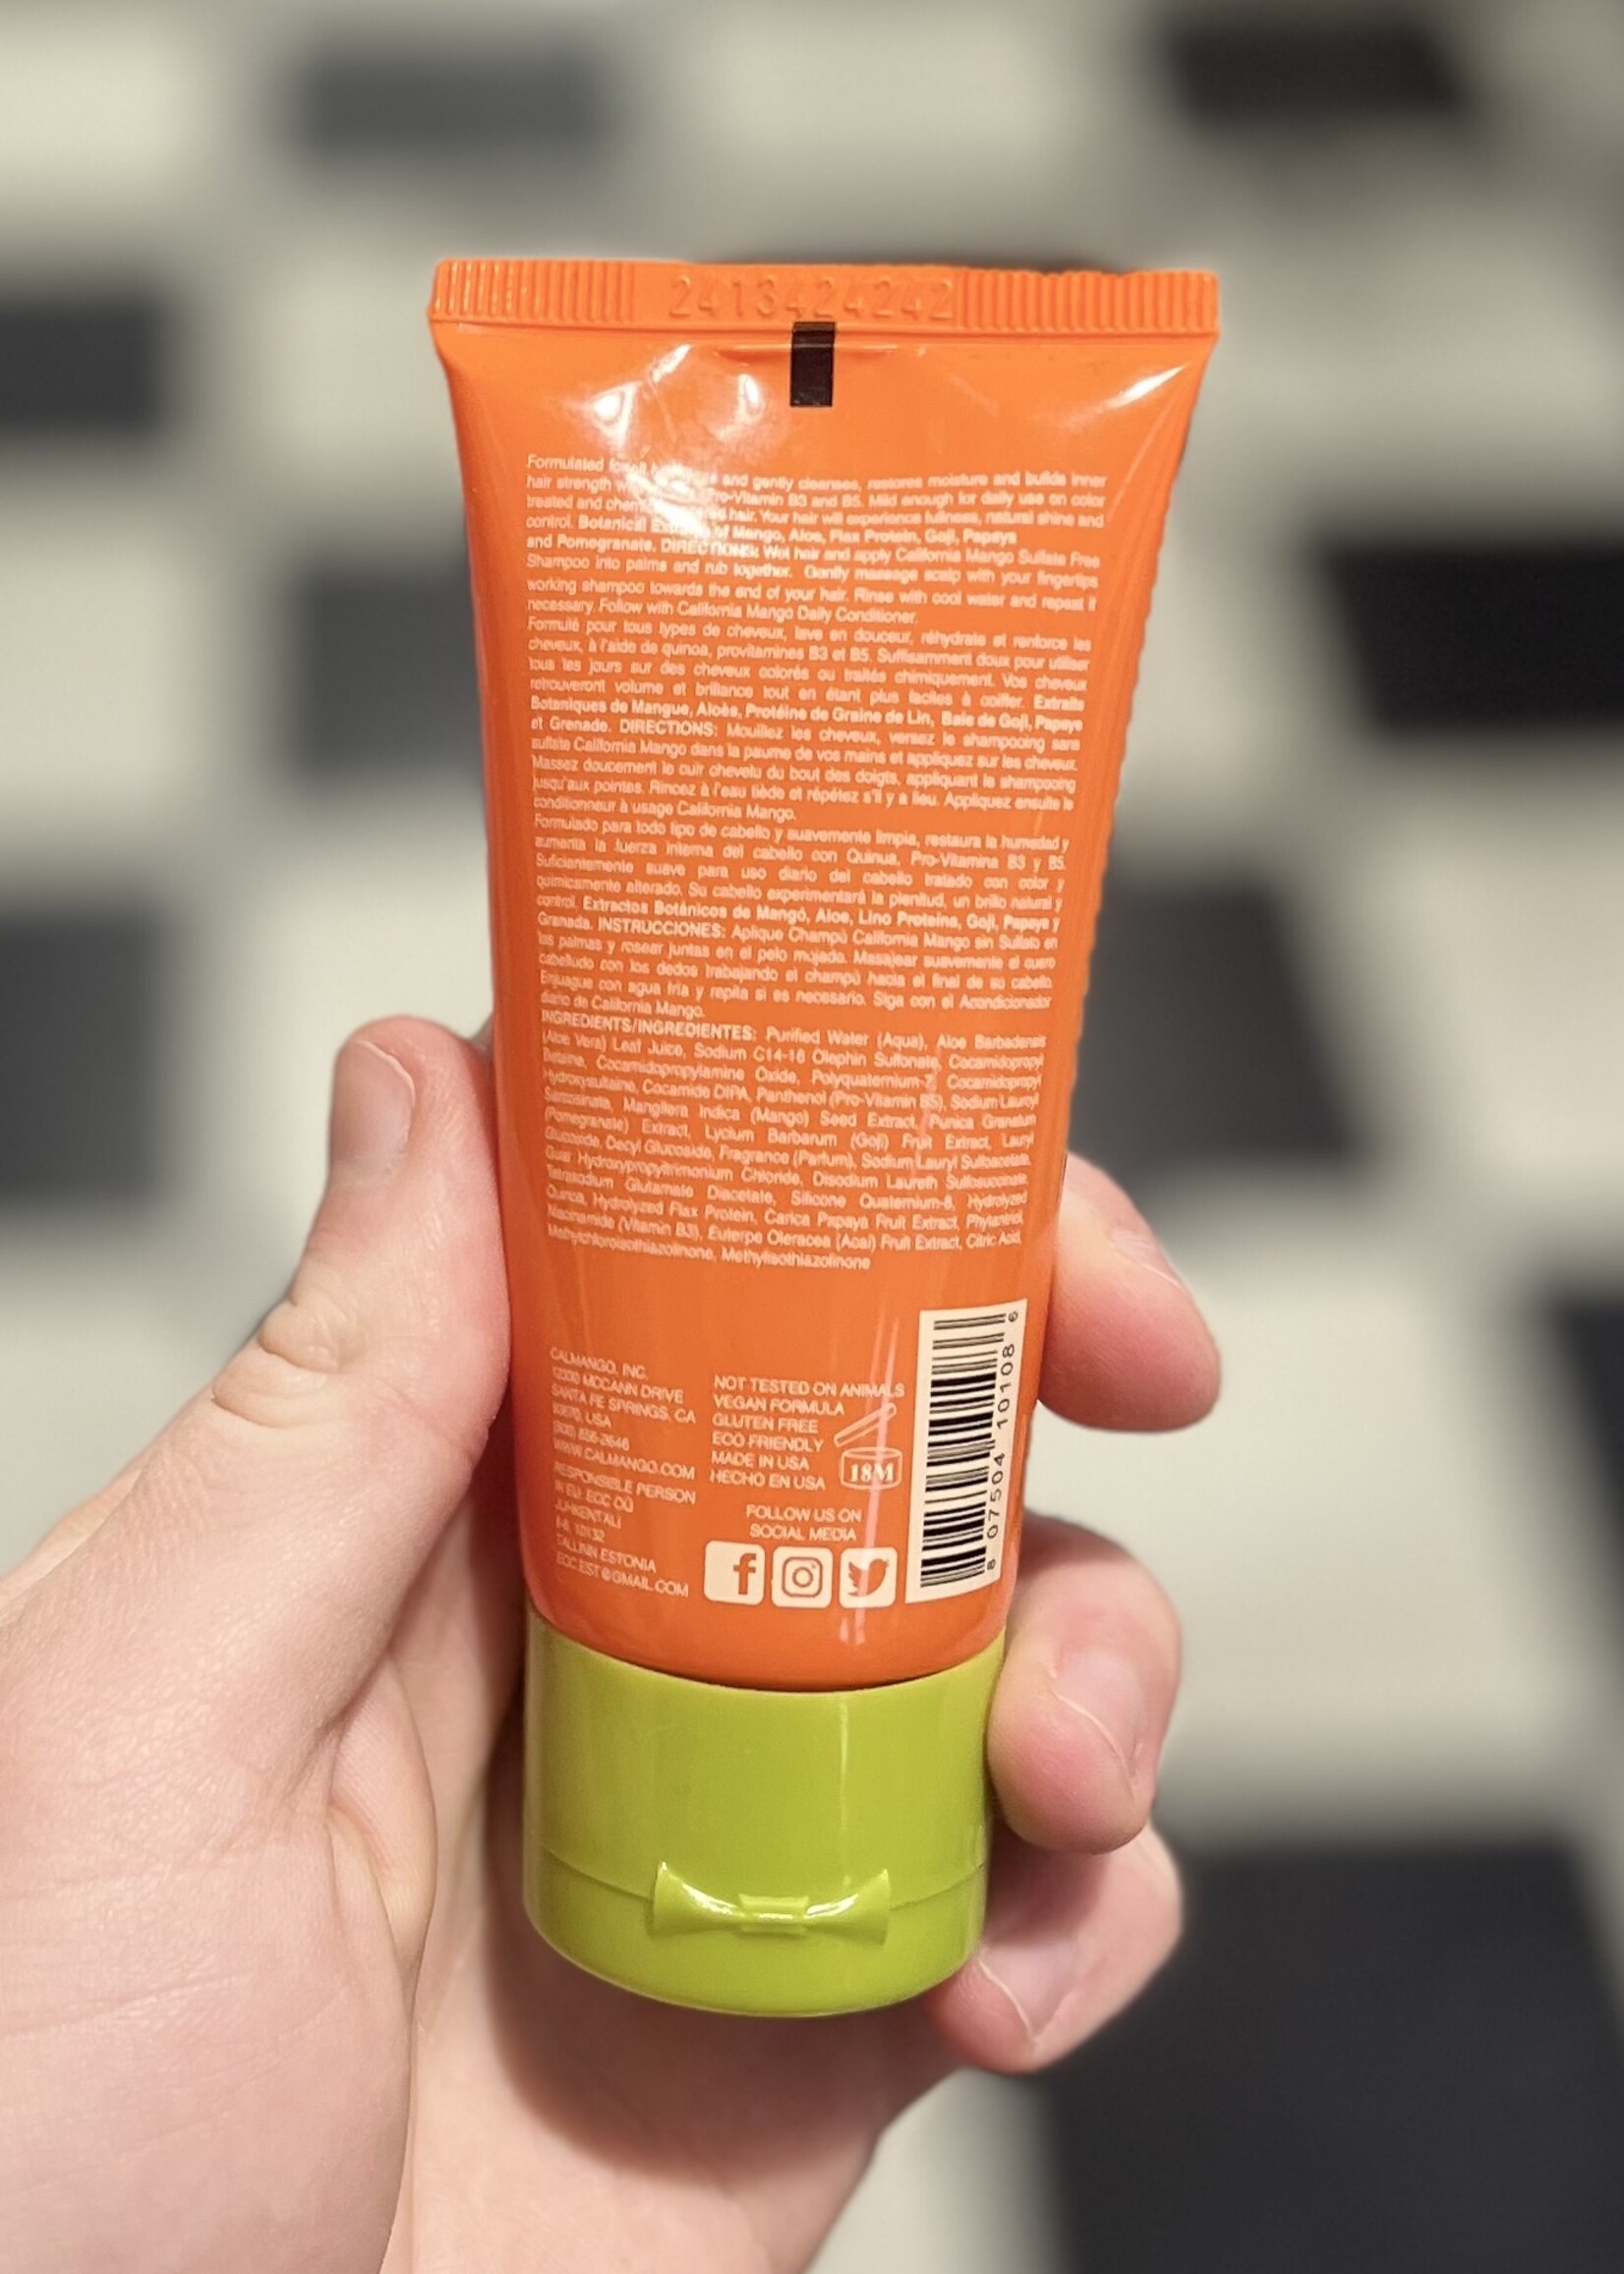 2413424242
Formulated and gently cleanses, restores moisture and builds inner
hair strength Pro-Vitamin B3 and B5. Mild enough for daily use on color
treated and hair. Your hair will experience fullness, natural shine and
control. Botanical of Mango, Aloe, Flax Protein, Goji, Papaya
and Pomegranate. DIRECTIONS: Wet hair and apply California Mango Sulfate Free
Shampoo into palms and rub together. Gently massage scalp with your fingertips
working shampoo towards the end of your hair. Rinse with cool water and repeat if
necessary. Follow with California Mango Daily Conditioner.
Formulé pour tous types de cheveux, lave en douceur, réhydrate et renforce les
cheveux, à l'aide de quinoa, provitamines B3 et B5. Suffisamment doux pour utiliser
tous les jours sur des cheveux colorés ou traités chimiquement. Vos cheveux
retrouveront volume et brillance tout en étant plus faciles à coiffer. Extraits
Botaniques de Mangue, Aloès, Protéine de Graine de Lin, Baie de Goji, Papaye
et Grenade. DIRECTIONS: Mouillez les cheveux, versez le shampooing sans
sulfate California Mango dans la paume de vos mains et appliquez sur les cheveux.
Massez doucement le cuir chevelu du bout des doigts, appliquant le shampooing
jusqu'aux pointes. Rincez à l'eau tiède et répétez s'il y a lieu. Appliquez ensuite le
conditionneur à usage California Mango.
Formulado para todo tipo de cabello y suavemente limpia, restaura la humedad y
aumenta la fuerza interna del cabello con Quinua, Pro-Vitamina B3 y B5.
Suficientemente suave para uso diario del cabello tratado con color y
químicamente alterado. Su cabello experimentará la plenitud, un brillo natural y
control. Extractos Botánicos de Mangó, Aloe, Lino Proteína, Goji, Papaya y
Granada. INSTRUCCIONES: Aplique Champú California Mango sin Sulfato en
las palmas y rosear juntas en el pelo mojado. Masajear suavemente el cuero
cabelludo con los dedos trabajando el champú hacia el final de su cabello.
Enjuague con agua fría y repita si es necesario. Siga con el Acondicionador
diario de California Mango.
INGREDIENTS/INGREDIENTES: Purified Water (Aqua), Aloe Barbadensis
(Aloe Vera) Leaf Juice, Sodium C14-16 Olephin Sulfonate, Cocamidopropyl
Betaine, Cocamidopropylamine Oxide, Polyquaternium-7, Cocamidopropyl
Hydroxysultaine, Cocamide DIPA, Panthenol (Pro-Vitamin B5), Sodium Lauroyl
Sarcosinate, Mangifera Indica (Mango) Seed Extract, Punica Granatum
(Pomegranate) Extract, Lycium Barbarum (Goji) Fruit Extract, Lauryl
Glucoside, Decyl Glucoside, Fragrance (Parfum), Sodium Lauryl Sulfoacetate,
Guar Hydroxypropyltrimonium Chloride, Disodium Laureth Sulfosuccinate,
Tetrasodium Glutamate Diacetate, Silicone Quaternium-8, Hydrolyzed
Quinoa, Hydrolyzed Flax Protein, Carica Papaya Fruit Extract, Phytantriol,
Niacinamide (Vitamin B3), Euterpe Oleracea (Acai) Fruit Extract, Citric Acid,
Methylchloroisothiazolinone, Methylisothiazolinone
CALMANGO, INC.
MCCANN DRIVE
SANTA FE SPRINGS, CA
USA
WWW.CALMANGO.COM
RESPONSIBLE PERSON
IN EU: ECC OÜ
JUHKENTALI
10132
TALLINN ESTONIA
ECC.EST@GMAIL.COM
NOT TESTED ON ANIMALS
VEGAN FORMULA
GLUTEN FREE
ECO FRIENDLY
MADE IN USA
HECHO EN USA
18M
FOLLOW US ON
SOCIAL MEDIA
8 07504 10108 6